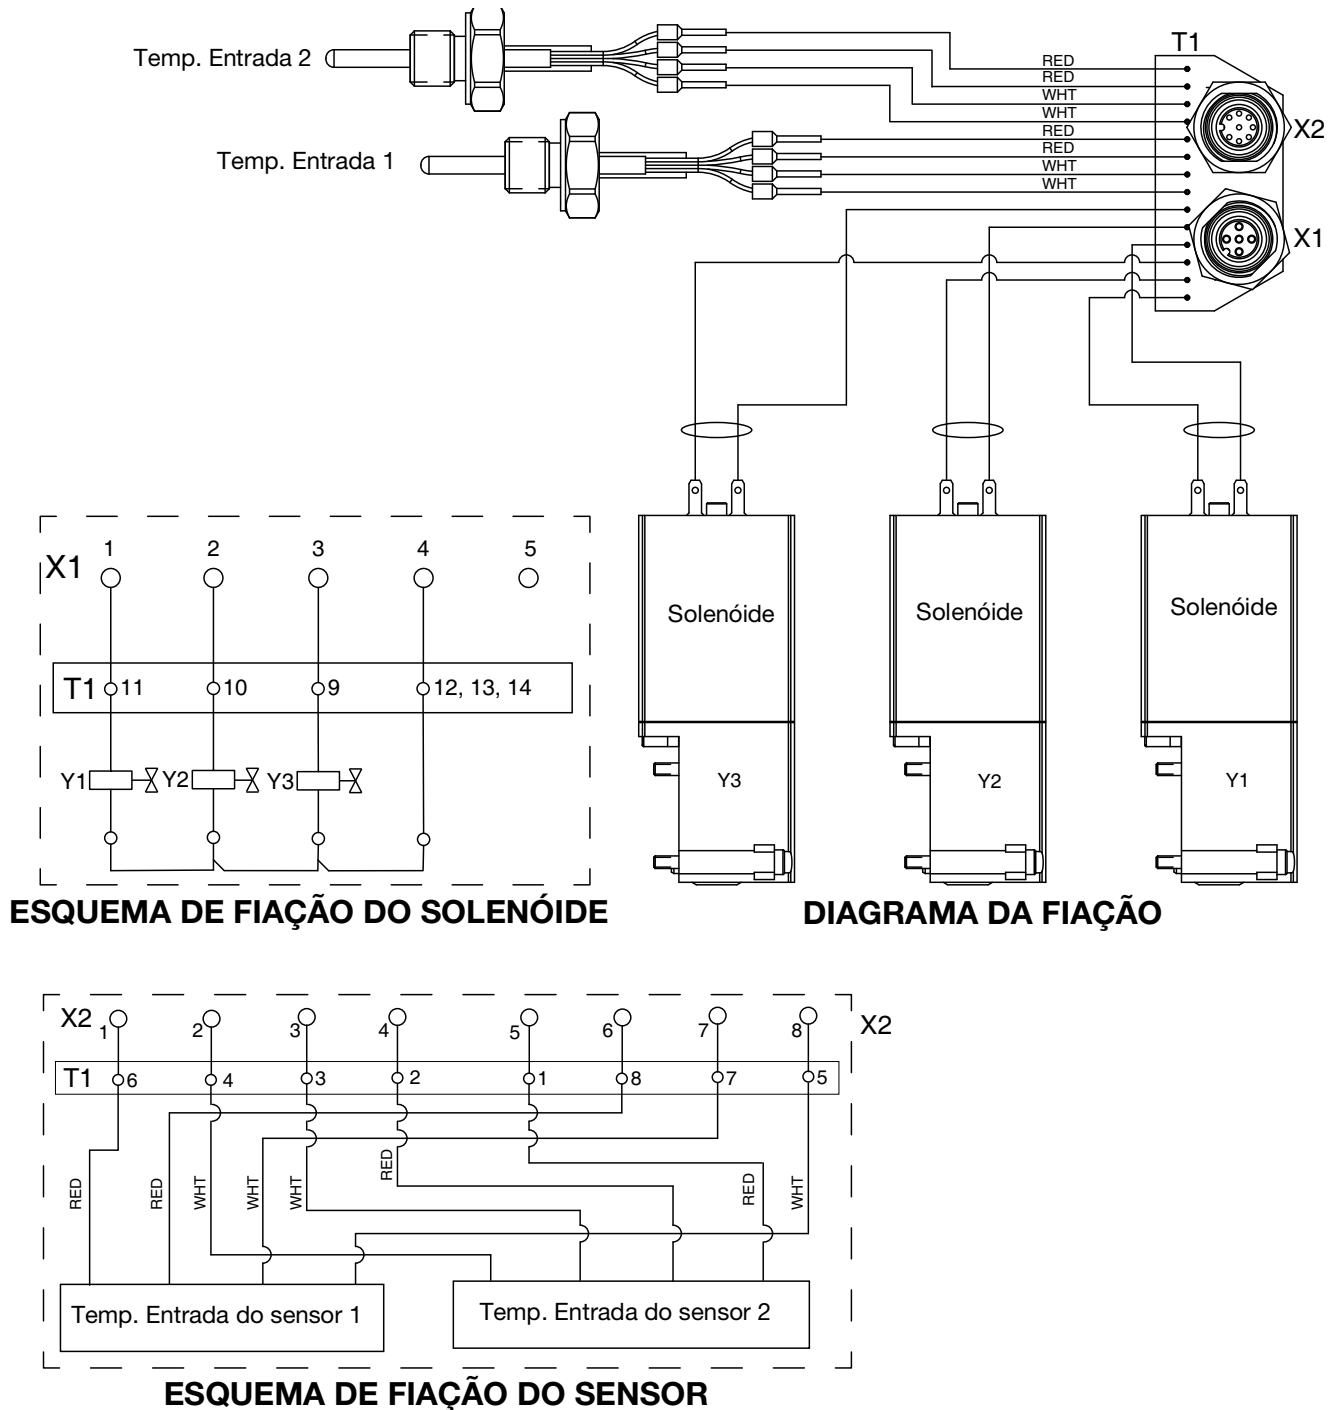 Temp. Entrada 2
T1
RED
RED
WHT
WHT
RED
RED
WHT
WHT
X2
Temp. Entrada 1
X1
X1
1
2
3
4
5
T1
11
10
9
12, 13, 14
Y1
Y2
Y3
Solenóide
Solenóide
Solenóide
Y3
Y2
Y1
ESQUEMA DE FIAÇÃO DO SOLENÓIDE
DIAGRAMA DA FIAÇÃO
X2
1
2
3
4
5
6
7
8
X2
T1
6
4
3
2
1
8
7
5
RED
RED
WHT
WHT
WHT
RED
RED
WHT
Temp. Entrada do sensor 1
Temp. Entrada do sensor 2
ESQUEMA DE FIAÇÃO DO SENSOR